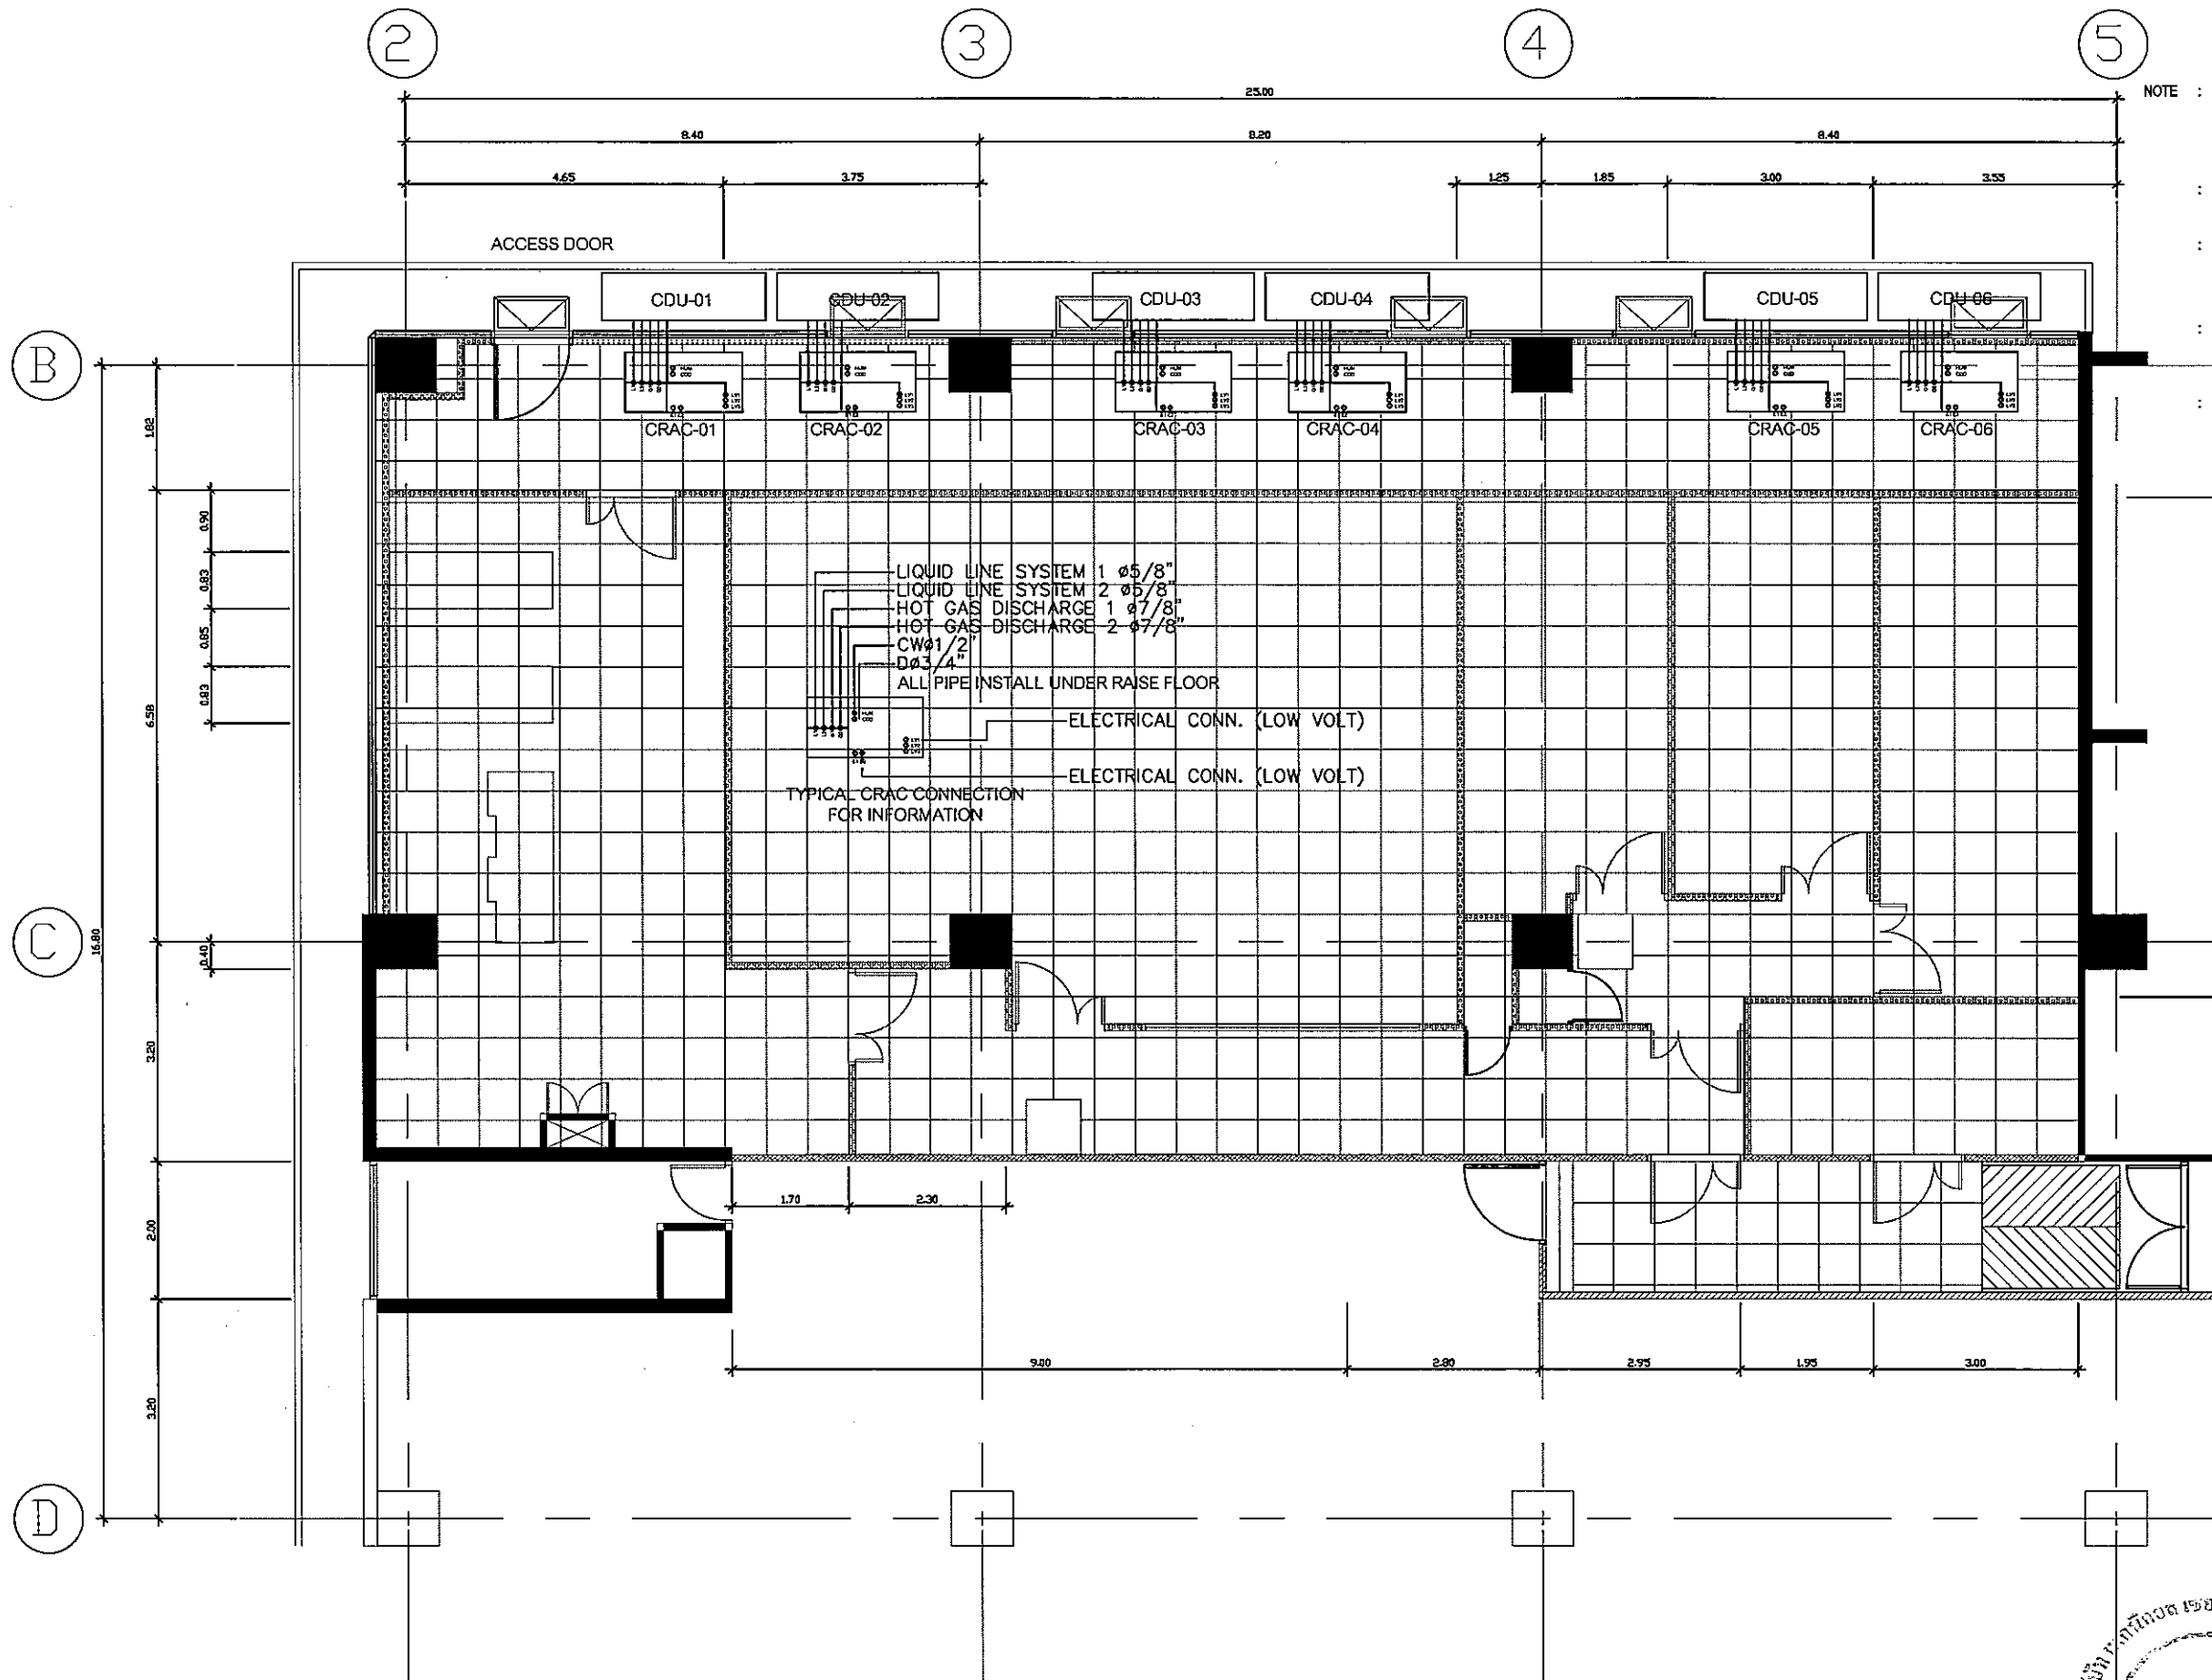 2
3
4
5
25.00
NOTE :
8.40
8.20
8.40
4.65
3.75
1.25
1.85
3.00
3.55
:
ACCESS DOOR
:
CDU-01
CDU-02
CDU-03
CDU-04
CDU-05
CDU-06
:
B
:
CRAC-01
CRAC-02
CRAC-03
CRAC-04
CRAC-05
CRAC-06
1.82
0.90
0.83
0.85
0.83
6.58
LIQUID LINE SYSTEM 1 ø5/8"
LIQUID LINE SYSTEM 2 ø5/8"
HOT GAS DISCHARGE 1 ø7/8"
HOT GAS DISCHARGE 2 ø7/8"
CWø1/2"
Dø3/4"
ALL PIPE INSTALL UNDER RAISE FLOOR
ELECTRICAL CONN. (LOW VOLT)
ELECTRICAL CONN. (LOW VOLT)
TYPICAL CRAC CONNECTION
FOR INFORMATION
C
16.80
0.40
3.20
1.70
2.30
2.00
9.00
2.80
2.95
1.95
3.00
3.20
D